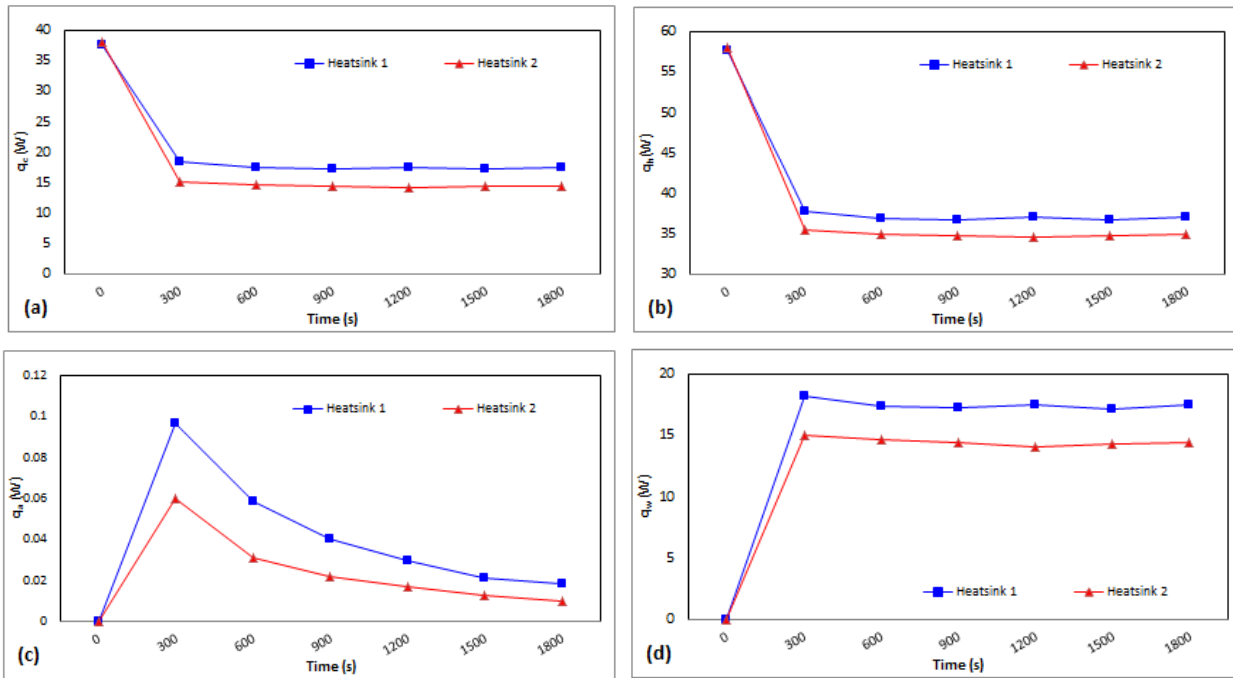 40
35
30
25
20
15
10
5
0
q_c (W)
Heatsink 1
Heatsink 2
0
300
600
900
1200
1500
1800
Time (s)
(a)
60
55
50
45
40
35
30
q_h (W)
Heatsink 1
Heatsink 2
0
300
600
900
1200
1500
1800
Time (s)
(b)
0.12
0.1
0.08
0.06
0.04
0.02
0
q_a (W)
Heatsink 1
Heatsink 2
0
300
600
900
1200
1500
1800
Time (s)
(c)
20
15
10
5
0
q_w (W)
Heatsink 1
Heatsink 2
0
300
600
900
1200
1500
1800
Time (s)
(d)